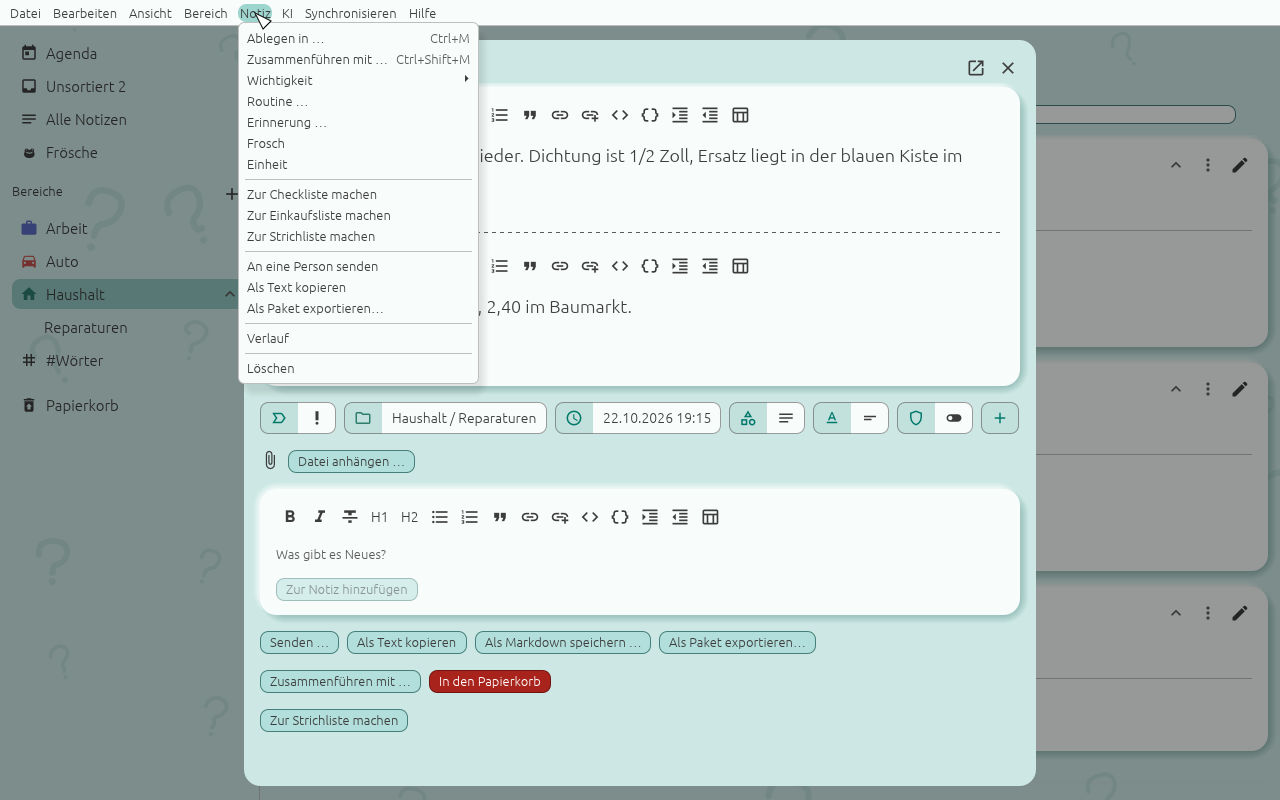 Datei Bearbeiten Ansicht Bereich Notiz KI Synchronisieren Hilfe
Agenda
Unsortiert 2
Alle Notizen
Frösche
Bereiche
Arbeit
Auto
Haushalt
Reparaturen
#Wörter
Papierkorb
Ablegen in … Ctrl+M
Zusammenführen mit … Ctrl+Shift+M
Wichtigkeit
Routine …
Erinnerung …
Frosch
Einheit
Zur Checkliste machen
Zur Einkaufsliste machen
Zur Strichliste machen
An eine Person senden
Als Text kopieren
Als Paket exportieren…
Verlauf
Löschen
ieder. Dichtung ist 1/2 Zoll, Ersatz liegt in der blauen Kiste im
, 2,40 im Baumarkt.
Haushalt / Reparaturen 22.10.2026 19:15
Datei anhängen …
B I H1 H2
Was gibt es Neues?
Zur Notiz hinzufügen
Senden … Als Text kopieren Als Markdown speichern … Als Paket exportieren…
Zusammenführen mit … In den Papierkorb
Zur Strichliste machen